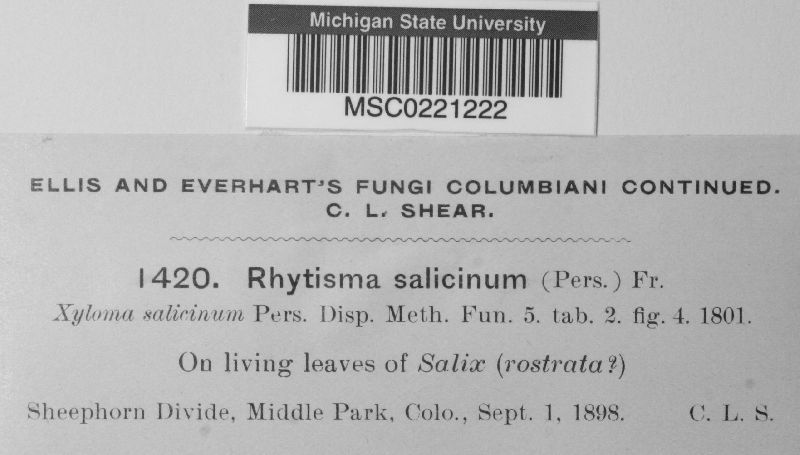 Michigan State University
MSC0221222
ELLIS AND EVERHART'S FUNGI COLUMBIANI CONTINUED.
C. L. SHEAR.
1420. Rhytisma salicinum (Pers.) Fr.
Xyloma salicinum Pers. Disp. Meth. Fun. 5. tab. 2. fig. 4. 1801.
On living leaves of Salix (rostrata?)
Sheephorn Divide, Middle Park, Colo., Sept. 1, 1898. C. L. S.